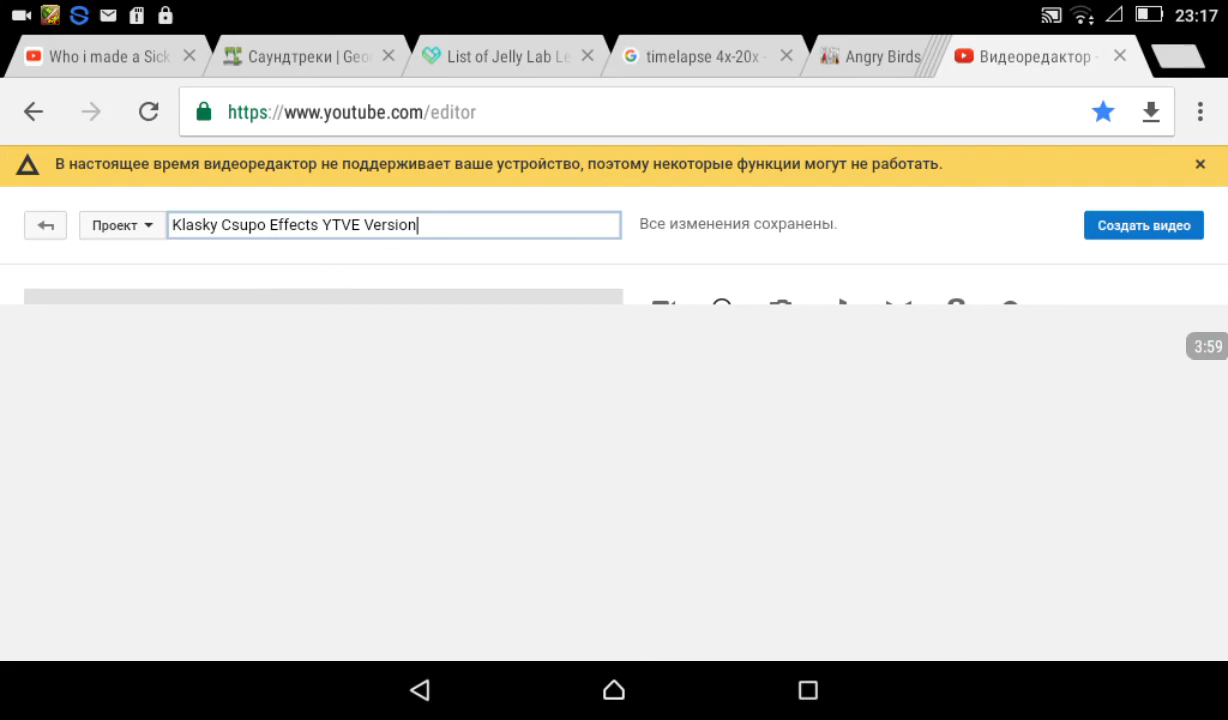 23:17
Who i made a Sick
Саундтреки | Geo
List of Jelly Lab Le
timelapse 4x-20x -
Angry Birds
Видеоредактор -
https://www.youtube.com/editor
В настоящее время видеоредактор не поддерживает ваше устройство, поэтому некоторые функции могут не работать.
Проект
Klasky Csupo Effects YTVE Version
Все изменения сохранены.
Создать видео
3:59